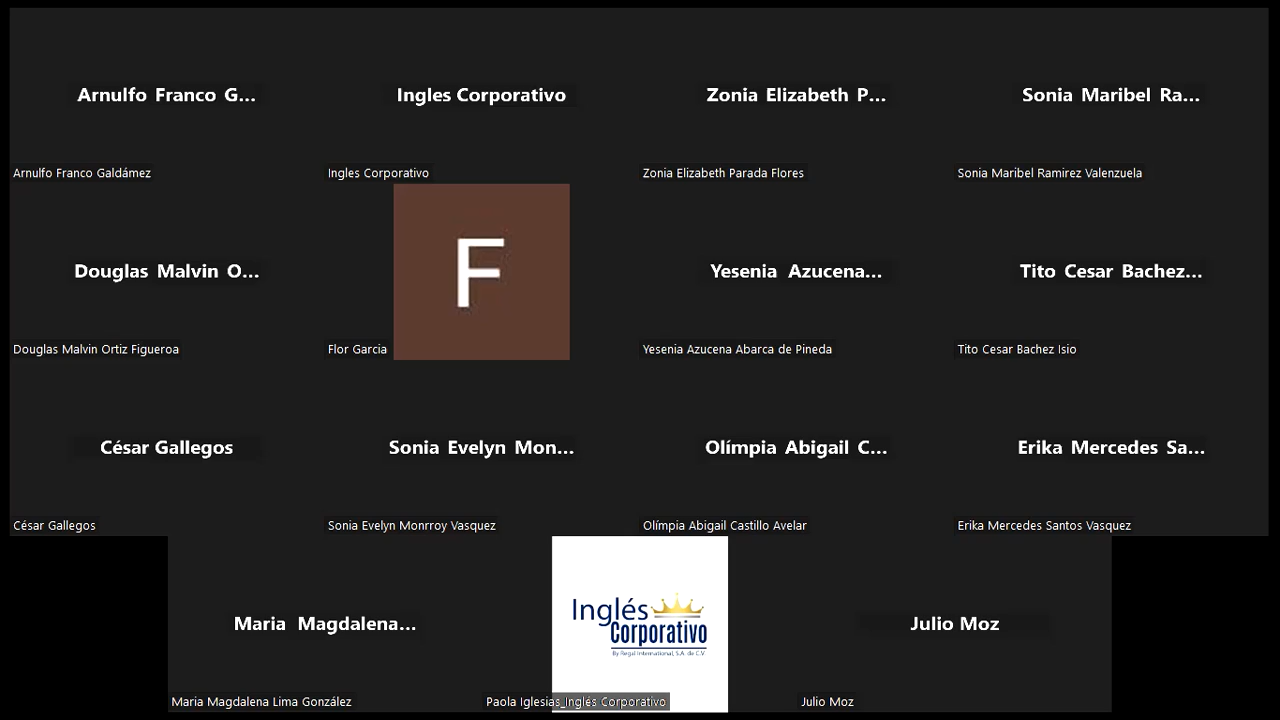 Arnulfo Franco G...
Ingles Corporativo
Zonia Elizabeth P...
Sonia Maribel Ra...
Arnulfo Franco Galdámez
Ingles Corporativo
Zonia Elizabeth Parada Flores
Sonia Maribel Ramirez Valenzuela
Douglas Malvin O...
F
Yesenia Azucena...
Tito Cesar Bachez...
Douglas Malvin Ortiz Figueroa
Flor Garcia
Yesenia Azucena Abarca de Pineda
Tito Cesar Bachez Isio
César Gallegos
Sonia Evelyn Mon...
Olímpia Abigail C...
Erika Mercedes Sa...
César Gallegos
Sonia Evelyn Monrroy Vasquez
Olímpia Abigail Castillo Avelar
Erika Mercedes Santos Vasquez
Maria Magdalena...
Inglés
Corporativo
By Regal International, S.A. de C.V
Julio Moz
Maria Magdalena Lima González
Paola Iglesias_Inglés Corporativo
Julio Moz